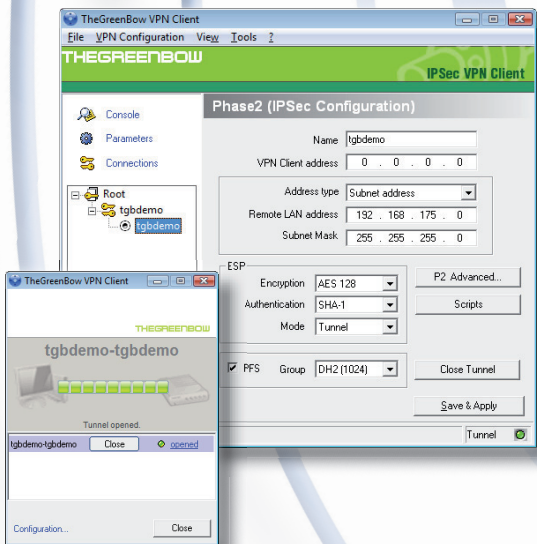 TheGreenBow VPN Client
File VPN Configuration View Tools ?
THEGREENBOW
IPSec VPN Client
Console
Parameters
Connections
Root
tgbdemo
tgbdemo
Phase2 (IPSec Configuration)
Name tgbdemo
VPN Client address 0 . 0 . 0 . 0
Address type Subnet address
Remote LAN address 192 . 168 . 175 . 0
Subnet Mask 255 . 255 . 255 . 0
ESP
Encryption AES 128
Authentication SHA-1
Mode Tunnel
P2 Advanced...
Scripts
PFS Group DH2 (1024)
Close Tunnel
Save & Apply
Tunnel
TheGreenBow VPN Client
THEGREENBOW
tgbdemo-tgbdemo
Tunnel opened.
tgbdemo-tgbdemo Close opened
Configuration... Close